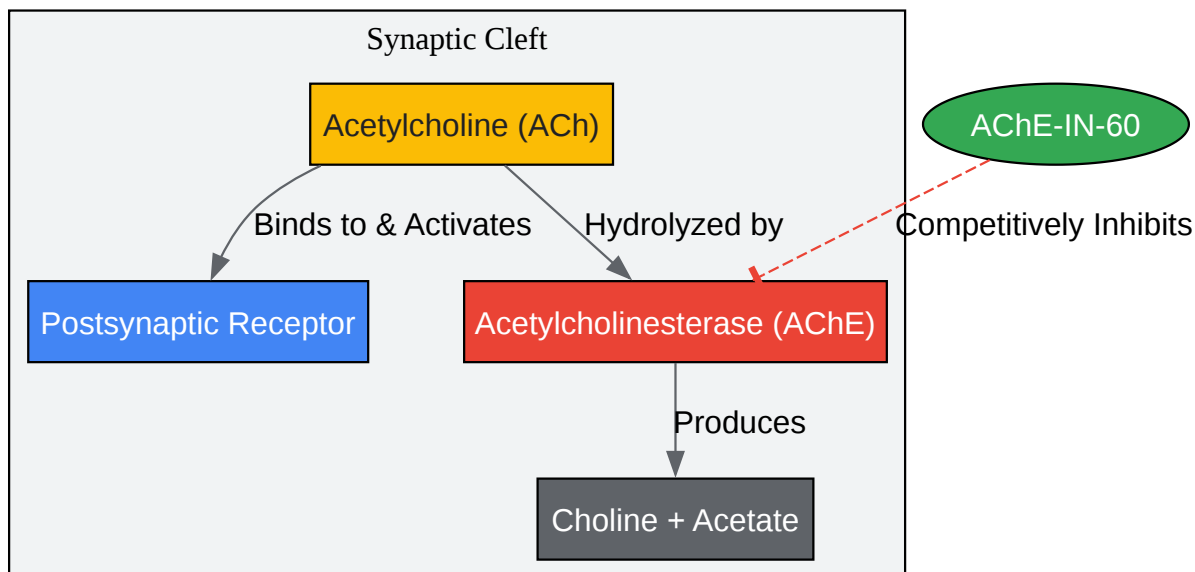 Synaptic Cleft
Acetylcholine (ACh)
AChE-IN-60
Binds to & Activates
Hydrolyzed by
Competitively Inhibits
Postsynaptic Receptor
Acetylcholinesterase (AChE)
Produces
Choline + Acetate